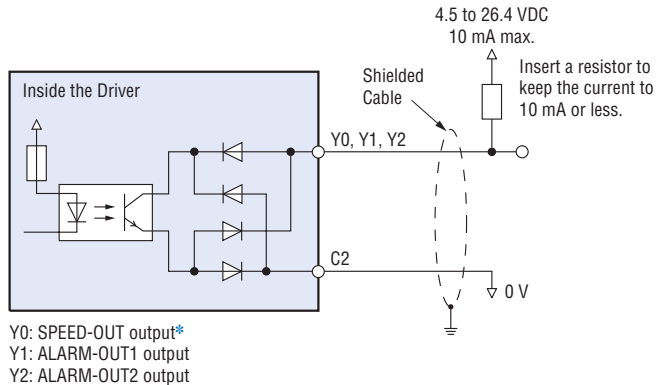 4.5 to 26.4 VDC
10 mA max.
Insert a resistor to
keep the current to
10 mA or less.
Shielded
Cable
Inside the Driver
Y0, Y1, Y2
C2
0 V
Y0: SPEED-OUT output*
Y1: ALARM-OUT1 output
Y2: ALARM-OUT2 output